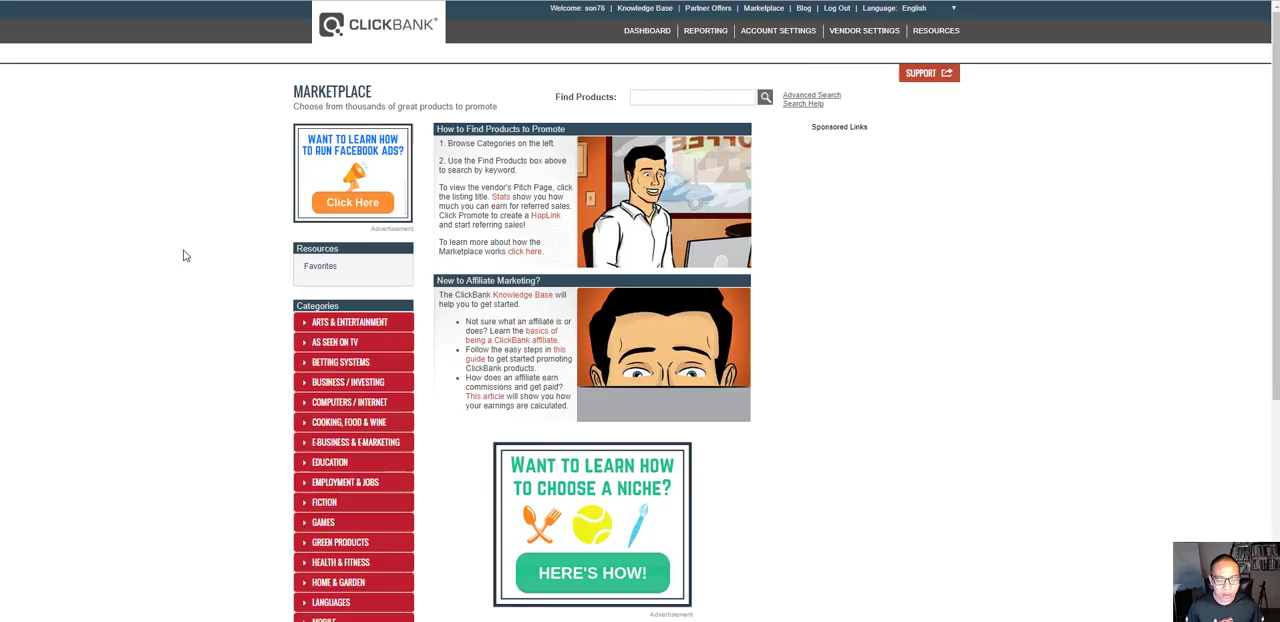 Welcome: son76 | Knowledge Base | Partner Offers | Marketplace | Blog | Log Out | Language: English
CLICKBANK®
DASHBOARD | REPORTING | ACCOUNT SETTINGS | VENDOR SETTINGS | RESOURCES
SUPPORT
MARKETPLACE
Choose from thousands of great products to promote
Find Products:
Advanced Search
Search Help
Sponsored Links
WANT TO LEARN HOW
TO RUN FACEBOOK ADS?
Click Here
Advertisement
Resources
Favorites
Categories
ARTS & ENTERTAINMENT
AS SEEN ON TV
BETTING SYSTEMS
BUSINESS / INVESTING
COMPUTERS / INTERNET
COOKING, FOOD & WINE
E-BUSINESS & E-MARKETING
EDUCATION
EMPLOYMENT & JOBS
FICTION
GAMES
GREEN PRODUCTS
HEALTH & FITNESS
HOME & GARDEN
LANGUAGES
MOBILE
How to Find Products to Promote
1. Browse Categories on the left.
2. Use the Find Products box above
to search by keyword.
To view the vendor's Pitch Page, click
the listing title. Stats show you how
much you can earn for referred sales.
Click Promote to create a HopLink
and start referring sales!
To learn more about how the
Marketplace works click here.
New to Affiliate Marketing?
The ClickBank Knowledge Base will
help you to get started.
• Not sure what an affiliate is or
does? Learn the basics of
being a ClickBank affiliate.
• Follow the easy steps in this
guide to get started promoting
ClickBank products.
• How does an affiliate earn
commissions and get paid?
This article will show you how
your earnings are calculated.
WANT TO LEARN HOW
TO CHOOSE A NICHE?
HERE'S HOW!
Advertisement